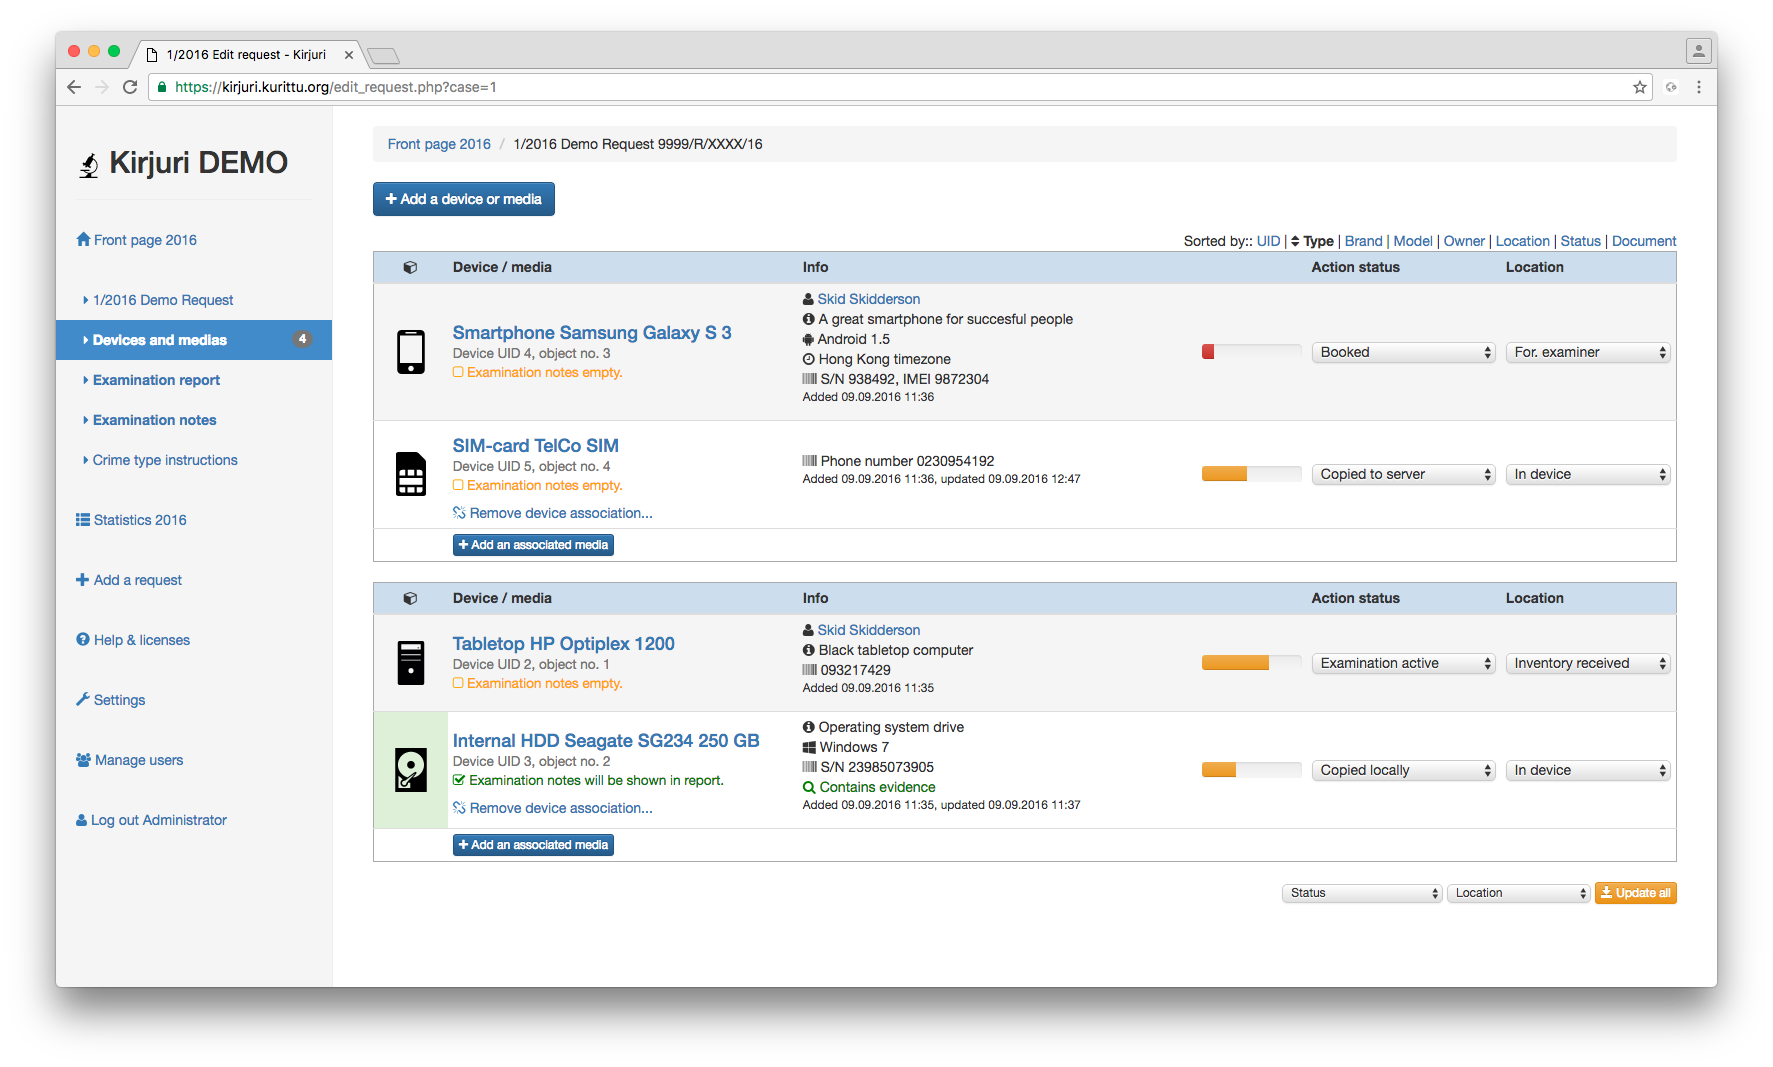 1/2016 Edit request - Kirjuri
https://kirjuri.kurittu.org/edit_request.php?case=1
Kirjuri DEMO
Front page 2016
1/2016 Demo Request
Devices and medias 4
Examination report
Examination notes
Crime type instructions
Statistics 2016
Add a request
Help & licenses
Settings
Manage users
Log out Administrator
Front page 2016 / 1/2016 Demo Request 9999/R/XXXX/16
Add a device or media
Sorted by:: UID | Type | Brand | Model | Owner | Location | Status | Document
Device / media Info Action status Location
Smartphone Samsung Galaxy S 3
Device UID 4, object no. 3
Examination notes empty.
Skid Skidderson
A great smartphone for succesful people
Android 1.5
Hong Kong timezone
S/N 938492, IMEI 9872304
Added 09.09.2016 11:36
Booked
For. examiner
SIM-card TelCo SIM
Device UID 5, object no. 4
Examination notes empty.
Remove device association...
Phone number 0230954192
Added 09.09.2016 11:36, updated 09.09.2016 12:47
Copied to server
In device
Add an associated media
Device / media Info Action status Location
Tabletop HP Optiplex 1200
Device UID 2, object no. 1
Examination notes empty.
Skid Skidderson
Black tabletop computer
093217429
Added 09.09.2016 11:35
Examination active
Inventory received
Internal HDD Seagate SG234 250 GB
Device UID 3, object no. 2
Examination notes will be shown in report.
Remove device association...
Operating system drive
Windows 7
S/N 23985073905
Contains evidence
Added 09.09.2016 11:35, updated 09.09.2016 11:37
Copied locally
In device
Add an associated media
Status Location Update all